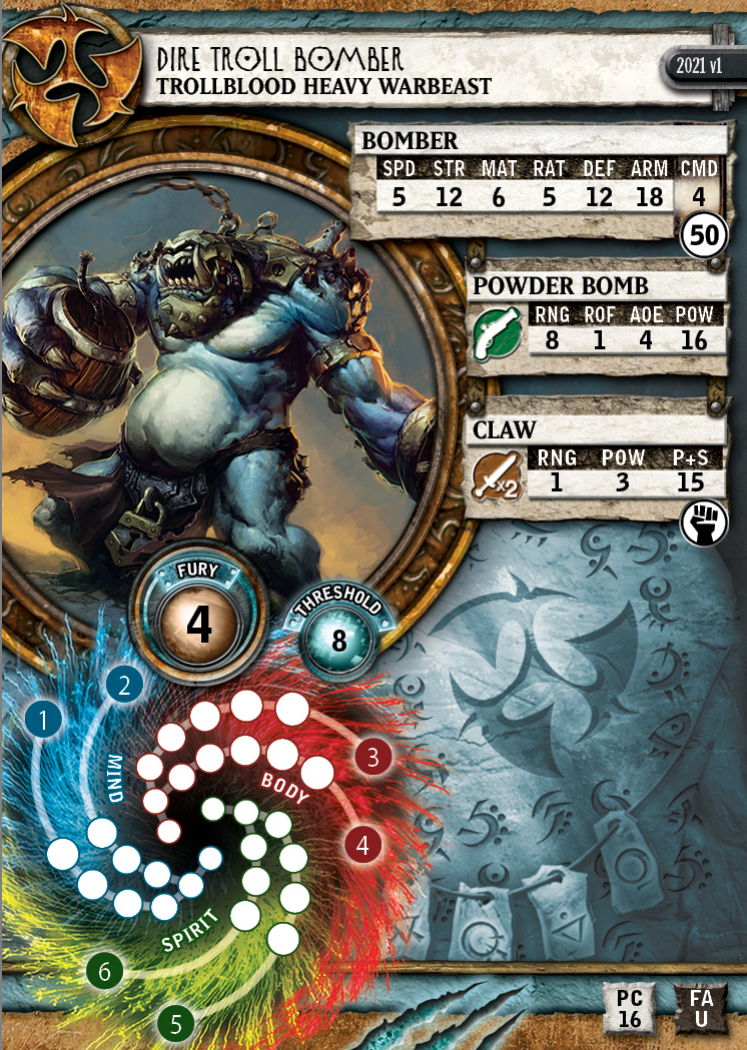 DIRE TROLL BOMBER
TROLLBLOOD HEAVY WARBEAST
2021 v1
BOMBER
SPD STR MAT RAT DEF ARM CMD
5 12 6 5 12 18 4
50
POWDER BOMB
RNG ROF AOE POW
8 1 4 16
CLAW
RNG POW P+S
x2 1 3 15
FURY
4
THRESHOLD
8
1
2
MIND
3
BODY
4
SPIRIT
6
5
PC
16
FA
U